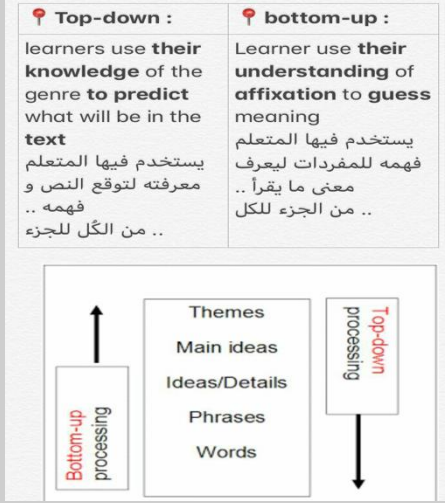 📍 Top-down :
learners use their
knowledge of the
genre to predict
what will be in the
text
يستخدم فيها المتعلم
معرفته لتوقع النص و
فهمه ..
.. من الكُل للجزء
📍 bottom-up :
Learner use their
understanding of
affixation to guess
meaning
يستخدم فيها المتعلم
فهمه للمفردات ليعرف
معنى ما يقرأ ..
.. من الجزء للكل
Themes
Main ideas
Ideas/Details
Phrases
Words
Bottom-up
processing
Top-down
processing